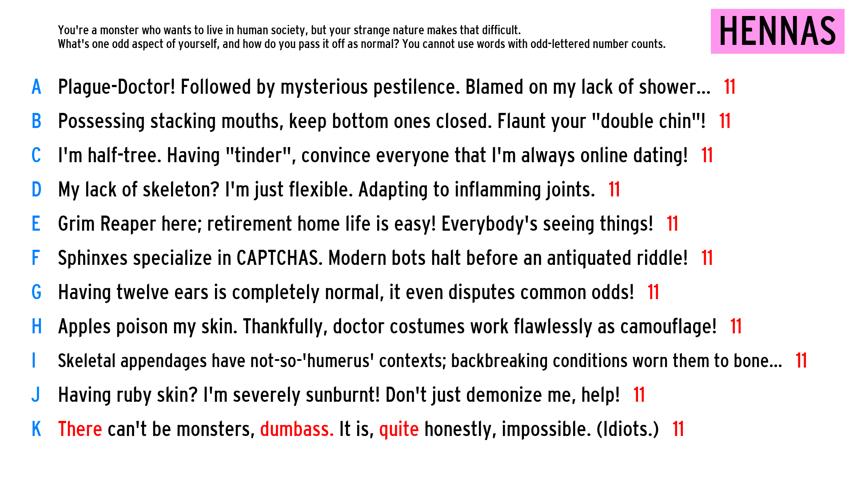 You're a monster who wants to live in human society, but your strange nature makes that difficult.
What's one odd aspect of yourself, and how do you pass it off as normal? You cannot use words with odd-lettered number counts.
HENNAS
A Plague-Doctor! Followed by mysterious pestilence. Blamed on my lack of shower... 11
B Possessing stacking mouths, keep bottom ones closed. Flaunt your "double chin"! 11
C I'm half-tree. Having "tinder", convince everyone that I'm always online dating! 11
D My lack of skeleton? I'm just flexible. Adapting to inflamming joints. 11
E Grim Reaper here; retirement home life is easy! Everybody's seeing things! 11
F Sphinxes specialize in CAPTCHAS. Modern bots halt before an antiquated riddle! 11
G Having twelve ears is completely normal, it even disputes common odds! 11
H Apples poison my skin. Thankfully, doctor costumes work flawlessly as camouflage! 11
I Skeletal appendages have not-so-'humerus' contexts; backbreaking conditions worn them to bone... 11
J Having ruby skin? I'm severely sunburnt! Don't just demonize me, help! 11
K There can't be monsters, dumbass. It is, quite honestly, impossible. (Idiots.) 11